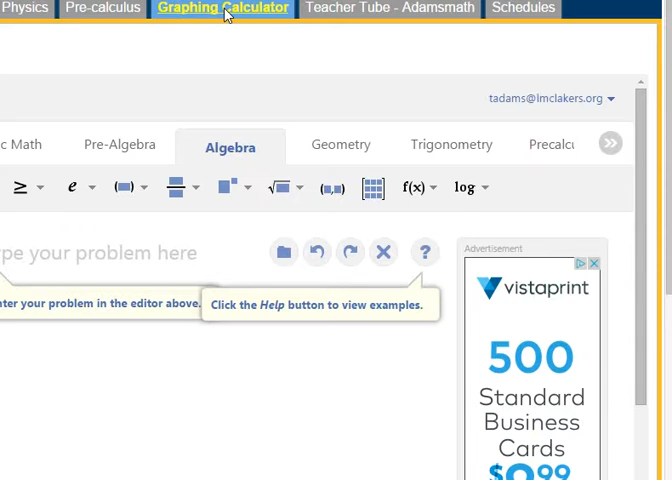 Physics Pre-calculus Graphing Calculator Teacher Tube - Adamsmath Schedules
tadams@lmclakers.org
c Math Pre-Algebra Algebra Geometry Trigonometry Precalcu
≥ e (,) f(x) log
pe your problem here
?
Advertisement
nter your problem in the editor above.
Click the Help button to view examples.
vistaprint
500
Standard
Business
Cards